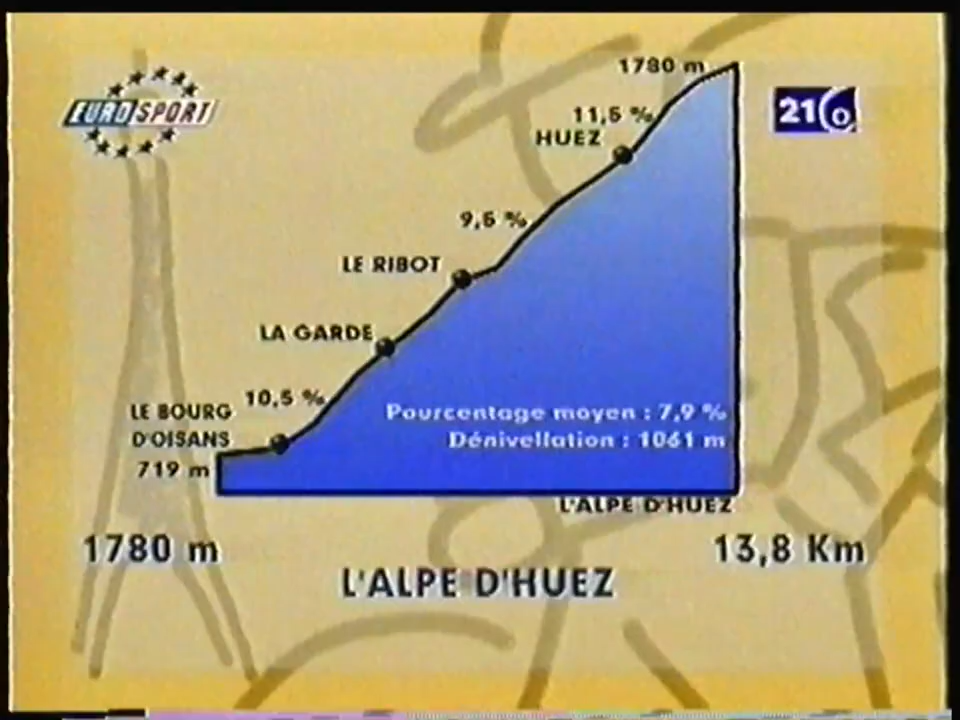 EUROSPORT
21
1780 m
11,5 %
HUEZ
9,5 %
LE RIBOT
LA GARDE
10,5 %
LE BOURG
D'OISANS
719 m
Pourcentage moyen : 7,9 %
Dénivellation : 1061 m
L'ALPE D'HUEZ
1780 m
13,8 Km
L'ALPE D'HUEZ